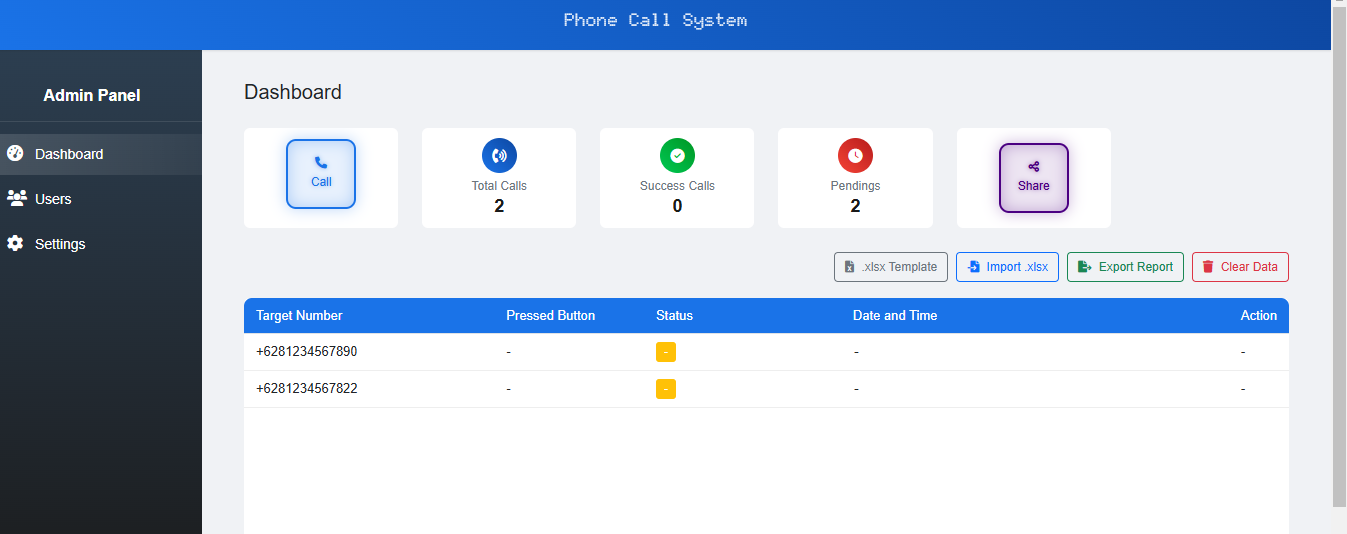 Phone Call System
Admin Panel
Dashboard
Users
Settings
Dashboard
Call
Total Calls
2
Success Calls
0
Pendings
2
Share
.xlsx Template
Import .xlsx
Export Report
Clear Data
Target Number Pressed Button Status Date and Time Action
+6281234567890 - - - -
+6281234567822 - - - -